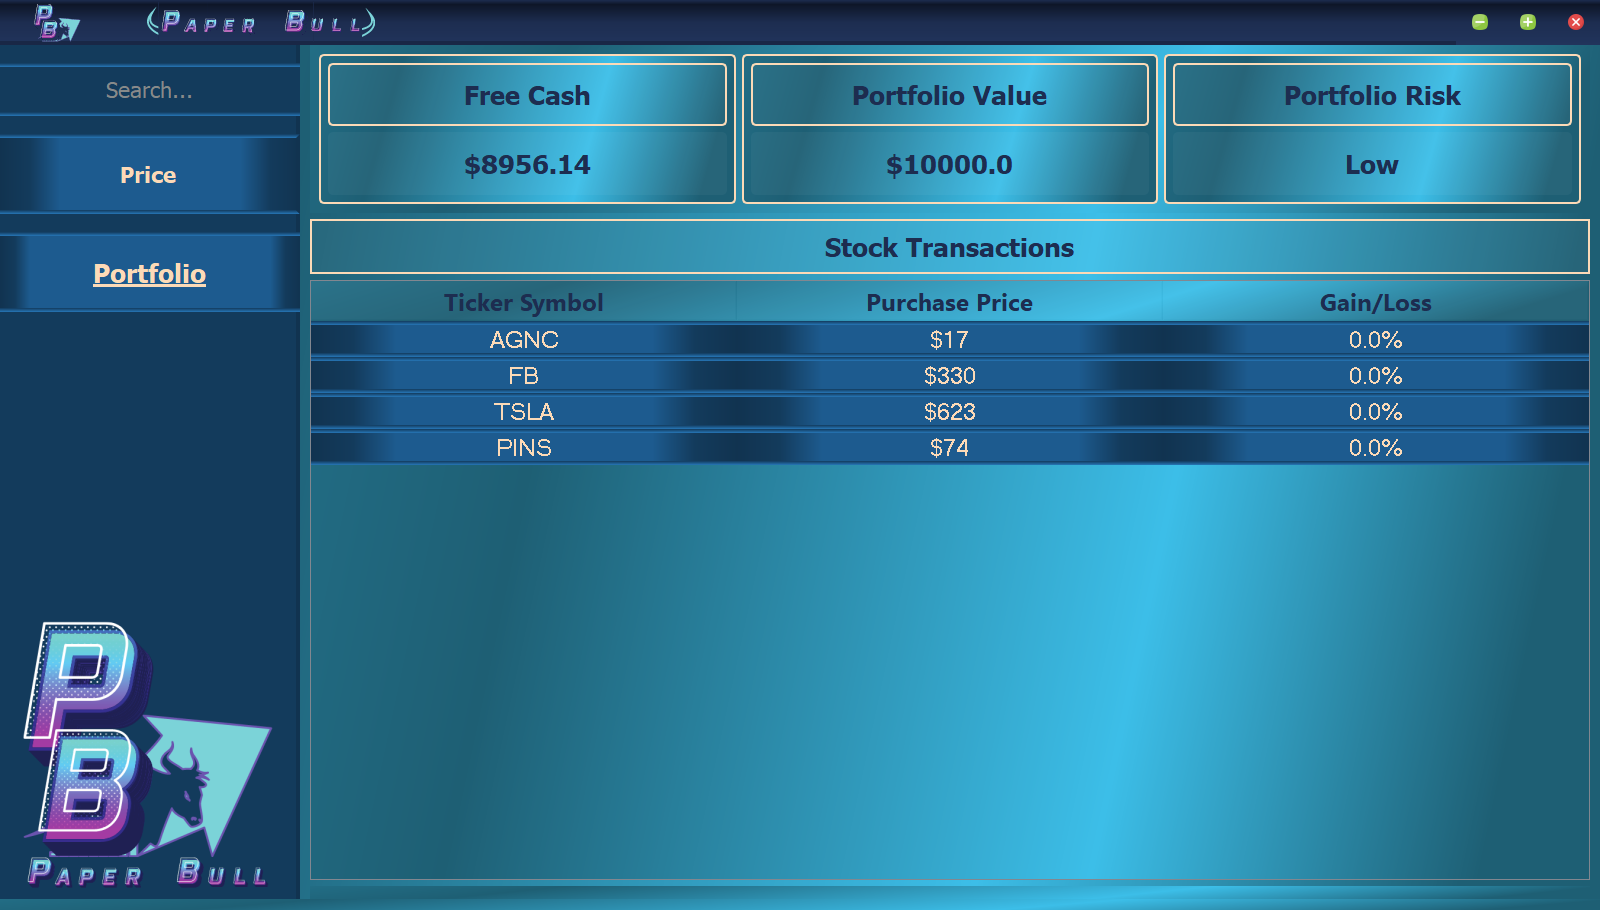 PB
(Paper Bull)
Search...
Price
Portfolio
Free Cash
$8956.14
Portfolio Value
$10000.0
Portfolio Risk
Low
Stock Transactions
Ticker Symbol Purchase Price Gain/Loss
AGNC $17 0.0%
FB $330 0.0%
TSLA $623 0.0%
PINS $74 0.0%
P
B
Paper Bull